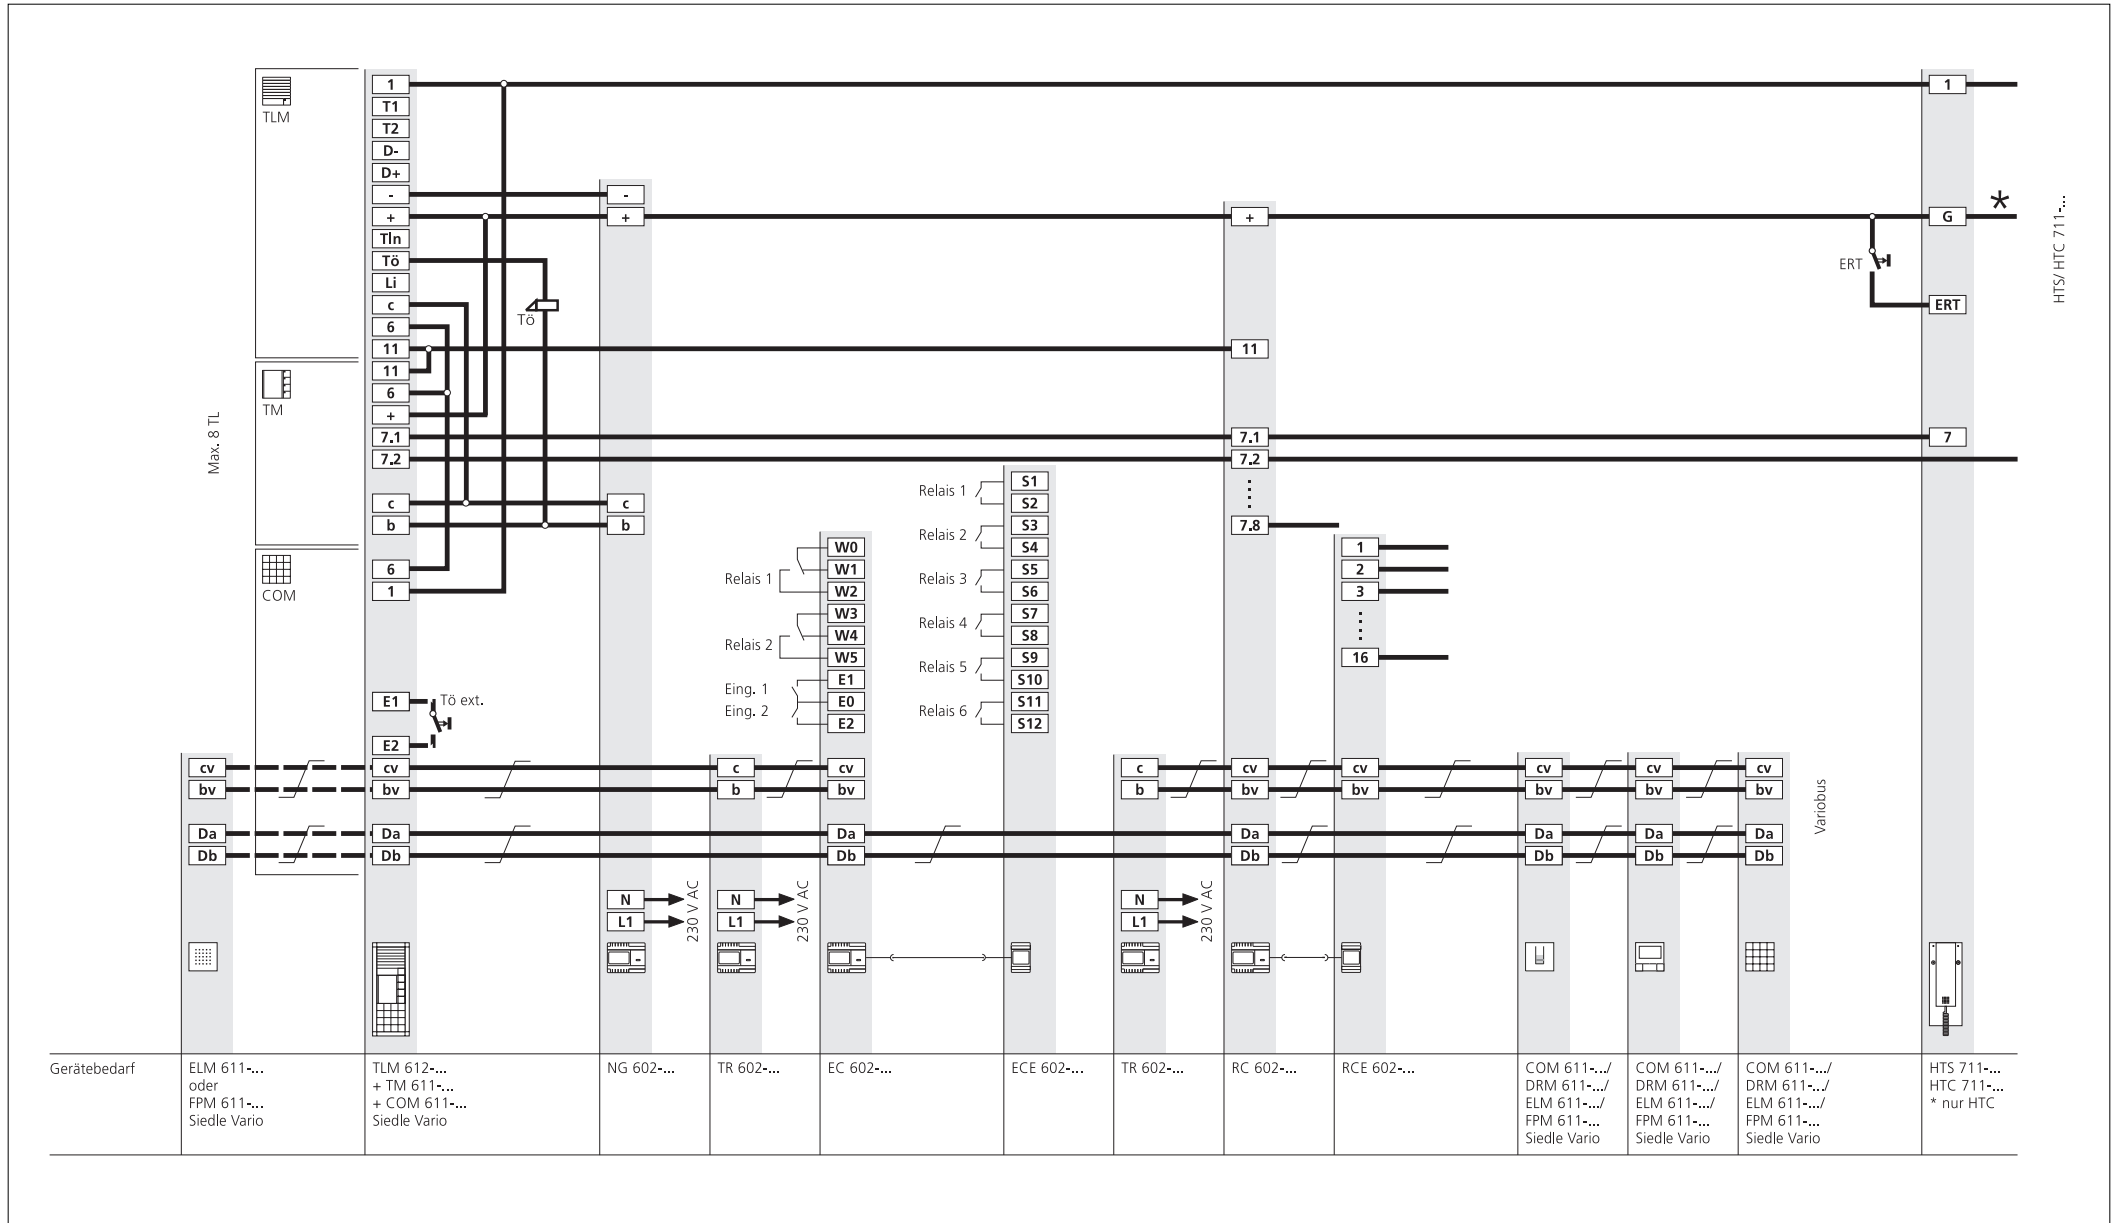 TLM
TM
COM
Max. 8 TL
1
T1
T2
D-
D+
-
+
Tln
Tö
Li
c
6
11
11
6
+
7.1
7.2
c
b
6
1
E1
E2
Tö ext.
cv
bv
Da
Db
cv
bv
Da
Db
Tö
-
+
c
b
N
L1
230 V AC
c
b
N
L1
230 V AC
Relais 1
Relais 2
Eing. 1
Eing. 2
W0
W1
W2
W3
W4
W5
E1
E0
E2
cv
bv
Da
Db
Relais 1
Relais 2
Relais 3
Relais 4
Relais 5
Relais 6
S1
S2
S3
S4
S5
S6
S7
S8
S9
S10
S11
S12
c
b
N
L1
230 V AC
+
11
7.1
7.2
7.8
cv
bv
Da
Db
1
2
3
16
cv
bv
cv
bv
Da
Db
cv
bv
Da
Db
cv
bv
Da
Db
Variobus
ERT
1
G
*
ERT
7
HTS/ HTC 711-...
Gerätebedarf
ELM 611-...
oder
FPM 611-...
Siedle Vario
TLM 612-...
+ TM 611-...
+ COM 611-...
Siedle Vario
NG 602-...
TR 602-...
EC 602-...
ECE 602-...
TR 602-...
RC 602-...
RCE 602-...
COM 611-.../
DRM 611-.../
ELM 611-.../
FPM 611-...
Siedle Vario
COM 611-.../
DRM 611-.../
ELM 611-.../
FPM 611-...
Siedle Vario
COM 611-.../
DRM 611-.../
ELM 611-.../
FPM 611-...
Siedle Vario
HTS 711-...
HTC 711-...
* nur HTC